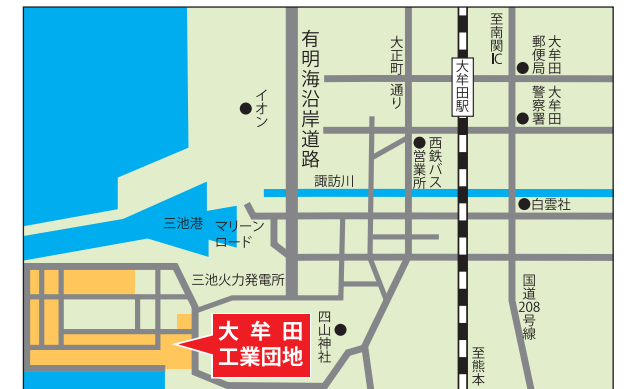 有明海沿岸道路
大正町通り
至南関IC
大牟田
郵便局
大牟田
警察署
大牟田駅
イオン
西鉄バス
営業所
諏訪川
白雲社
三池港
マリーン
ロード
三池火力発電所
国道208号線
四山神社
大牟田
工業団地
至熊本